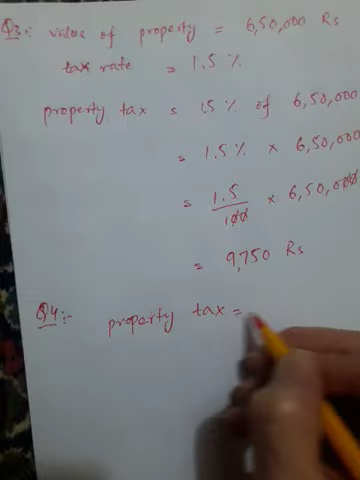 Q3:- value of property = 6,50,000 Rs
tax rate = 1.5 %
property tax = 1.5 % of 6,50,000
= 1.5 % × 6,50,000
= 1.5/100 × 6,50,000
= 9,750 Rs
Q4:- property tax =